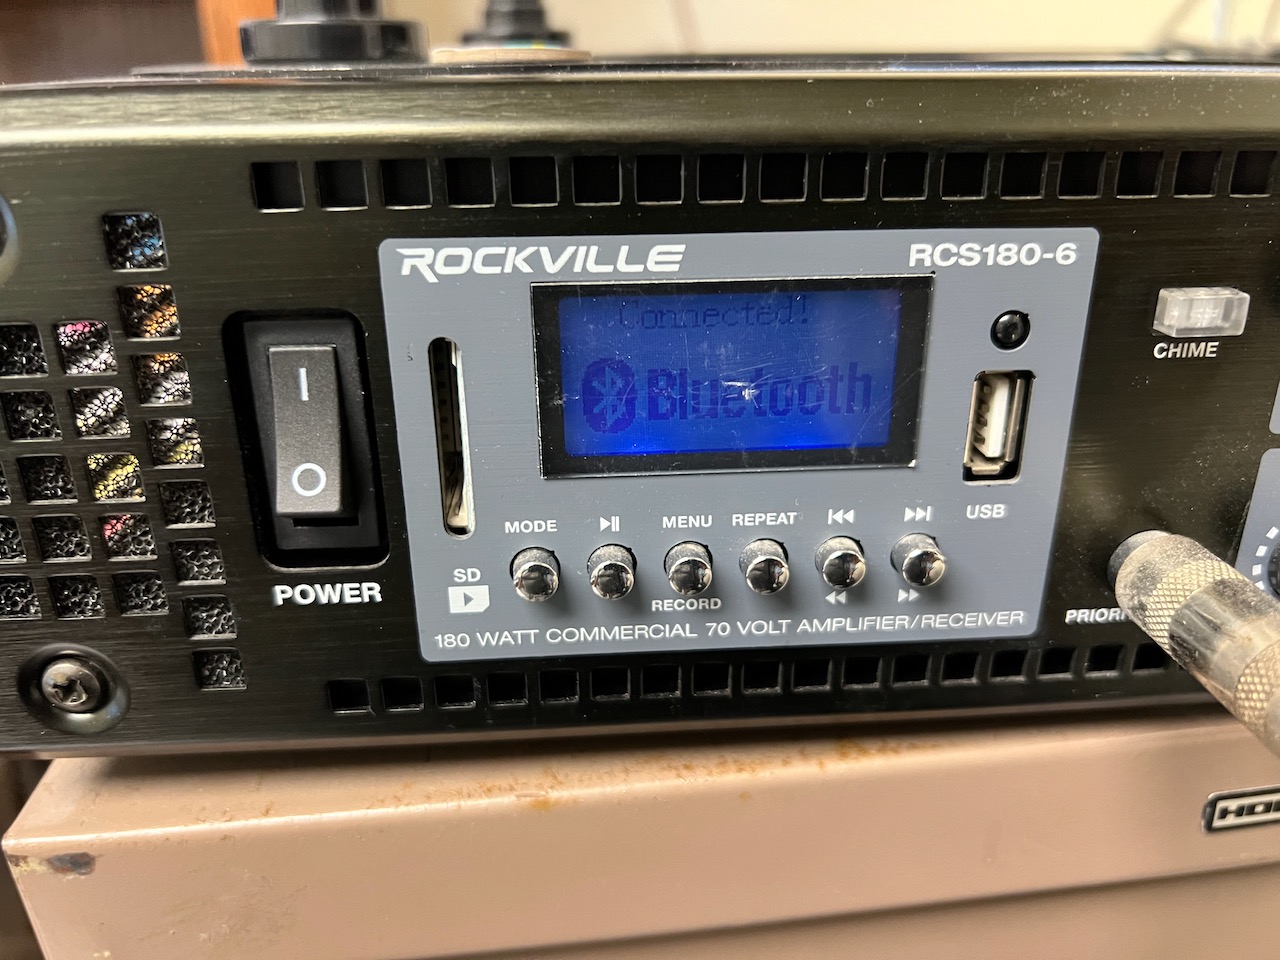 ROCKVILLE
RCS180-6
Connected!
Bluetooth
CHIME
I
O
POWER
SD
USB
MODE
MENU
REPEAT
RECORD
180 WATT COMMERCIAL 70 VOLT AMPLIFIER/RECEIVER